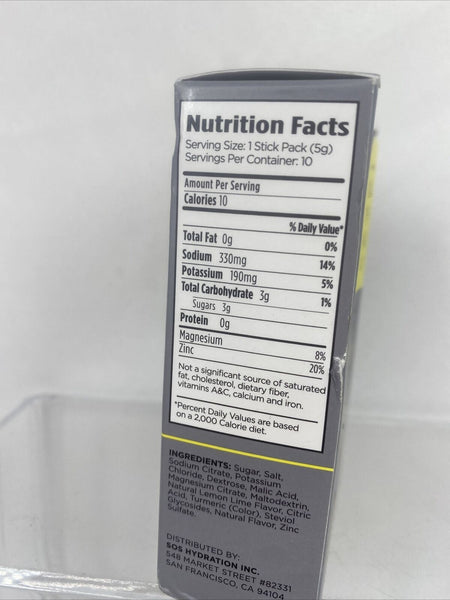 Nutrition Facts
Serving Size: 1 Stick Pack (5g)
Servings Per Container: 10
Amount Per Serving
Calories 10
% Daily Value*
Total Fat 0g 0%
Sodium 330mg 14%
Potassium 190mg 5%
Total Carbohydrate 3g 1%
Sugars 3g
Protein 0g
Magnesium 8%
Zinc 20%
Not a significant source of saturated
fat, cholesterol, dietary fiber,
vitamins A&C, calcium and iron.
*Percent Daily Values are based
on a 2,000 Calorie diet.
INGREDIENTS: Sugar, Salt,
Sodium Citrate, Potassium
Chloride, Dextrose, Malic Acid,
Magnesium Citrate, Maltodextrin,
Natural Lemon Lime Flavor, Citric
Acid, Turmeric (Color), Steviol
Glycosides, Natural Flavor, Zinc
Sulfate.
DISTRIBUTED BY:
SOS HYDRATION INC.
548 MARKET STREET #82331
SAN FRANCISCO, CA 94104